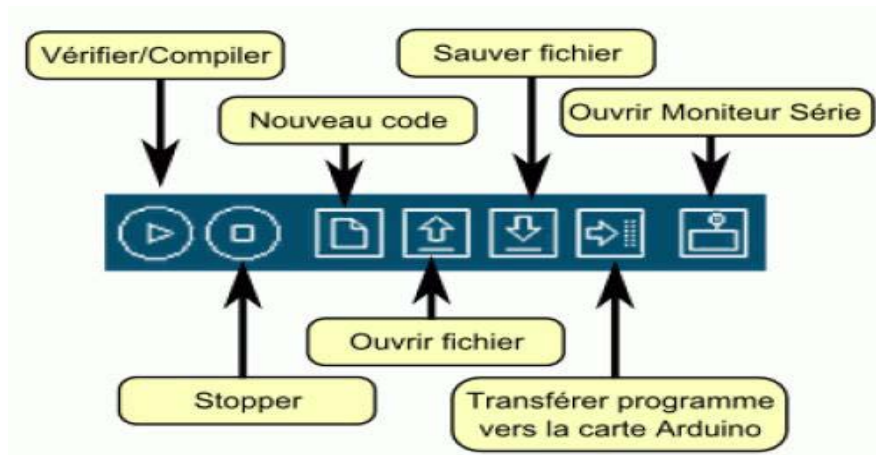 Vérifier/Compiler
Sauver fichier
Nouveau code
Ouvrir Moniteur Série
Ouvrir fichier
Stopper
Transférer programme
vers la carte Arduino